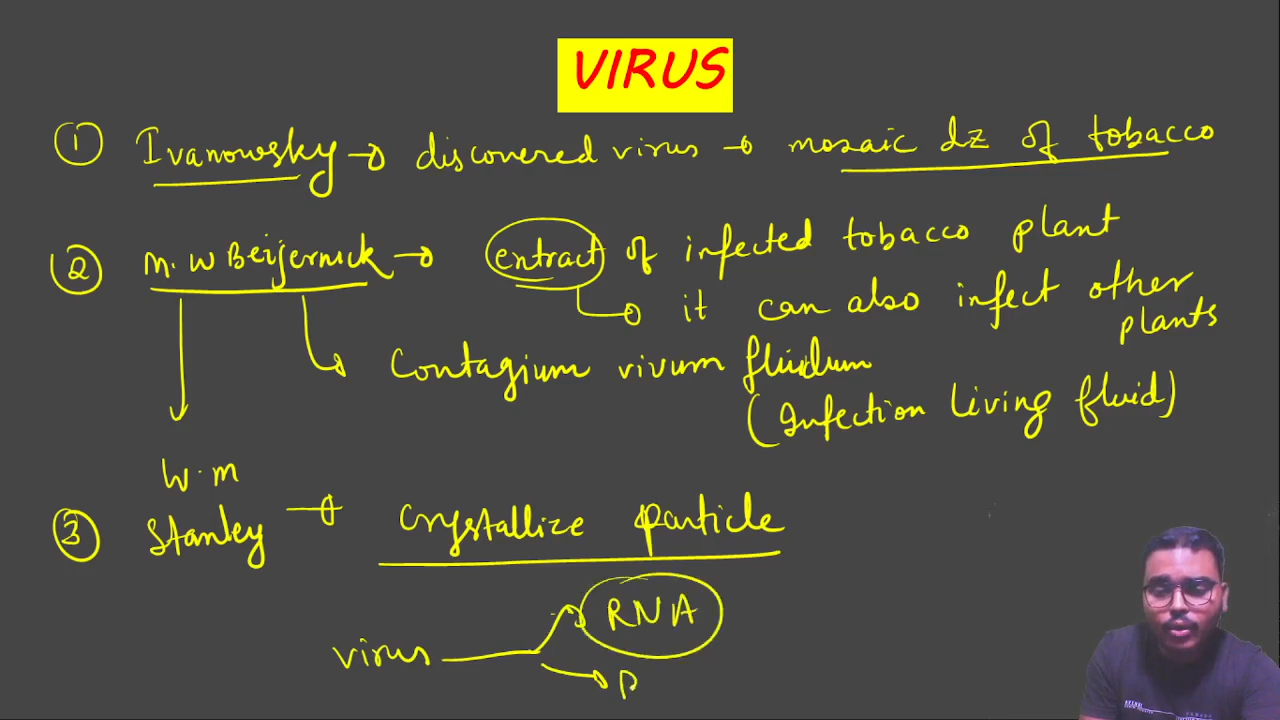 VIRUS
① Ivanowsky → discovered virus → mosaic dz of tobacco
② M. W Beijernick → entract of infected tobacco plant
→ it can also infect other plants
→ Contagium vivum fluidum
(Infection living fluid)
③ W.M Stanley → Crystallize particle
virus → RNA
→ P